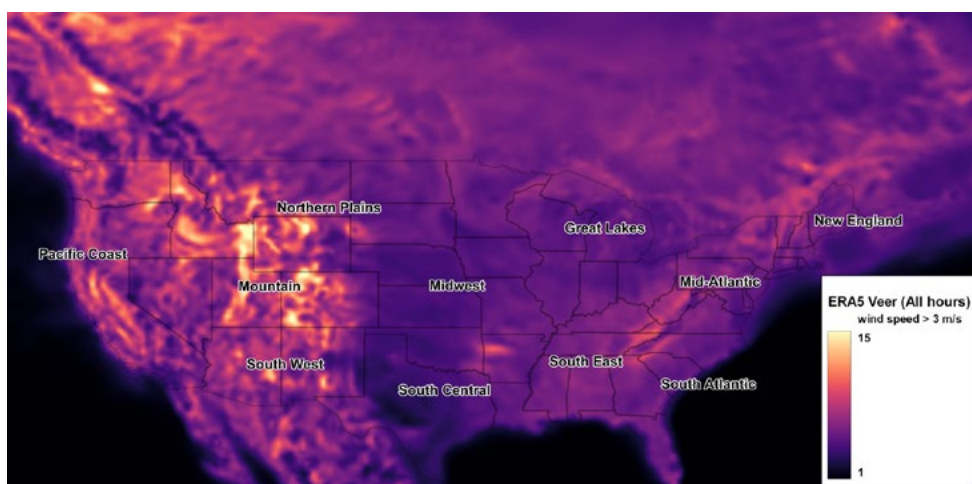 Northern Plains
New England
Great Lakes
Pacific Coast
Mountain
Midwest
Mid-Atlantic
South West
South East
South Central
South Atlantic
ERA5 Veer (All hours)
wind speed > 3 m/s
15
1